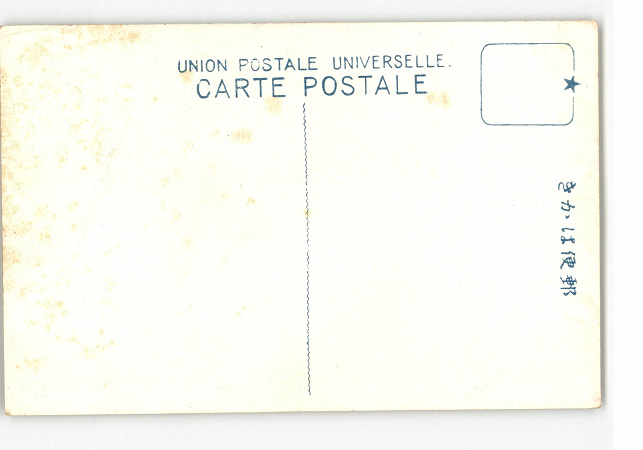 UNION POSTALE UNIVERSELLE.
CARTE POSTALE
きかは便郵